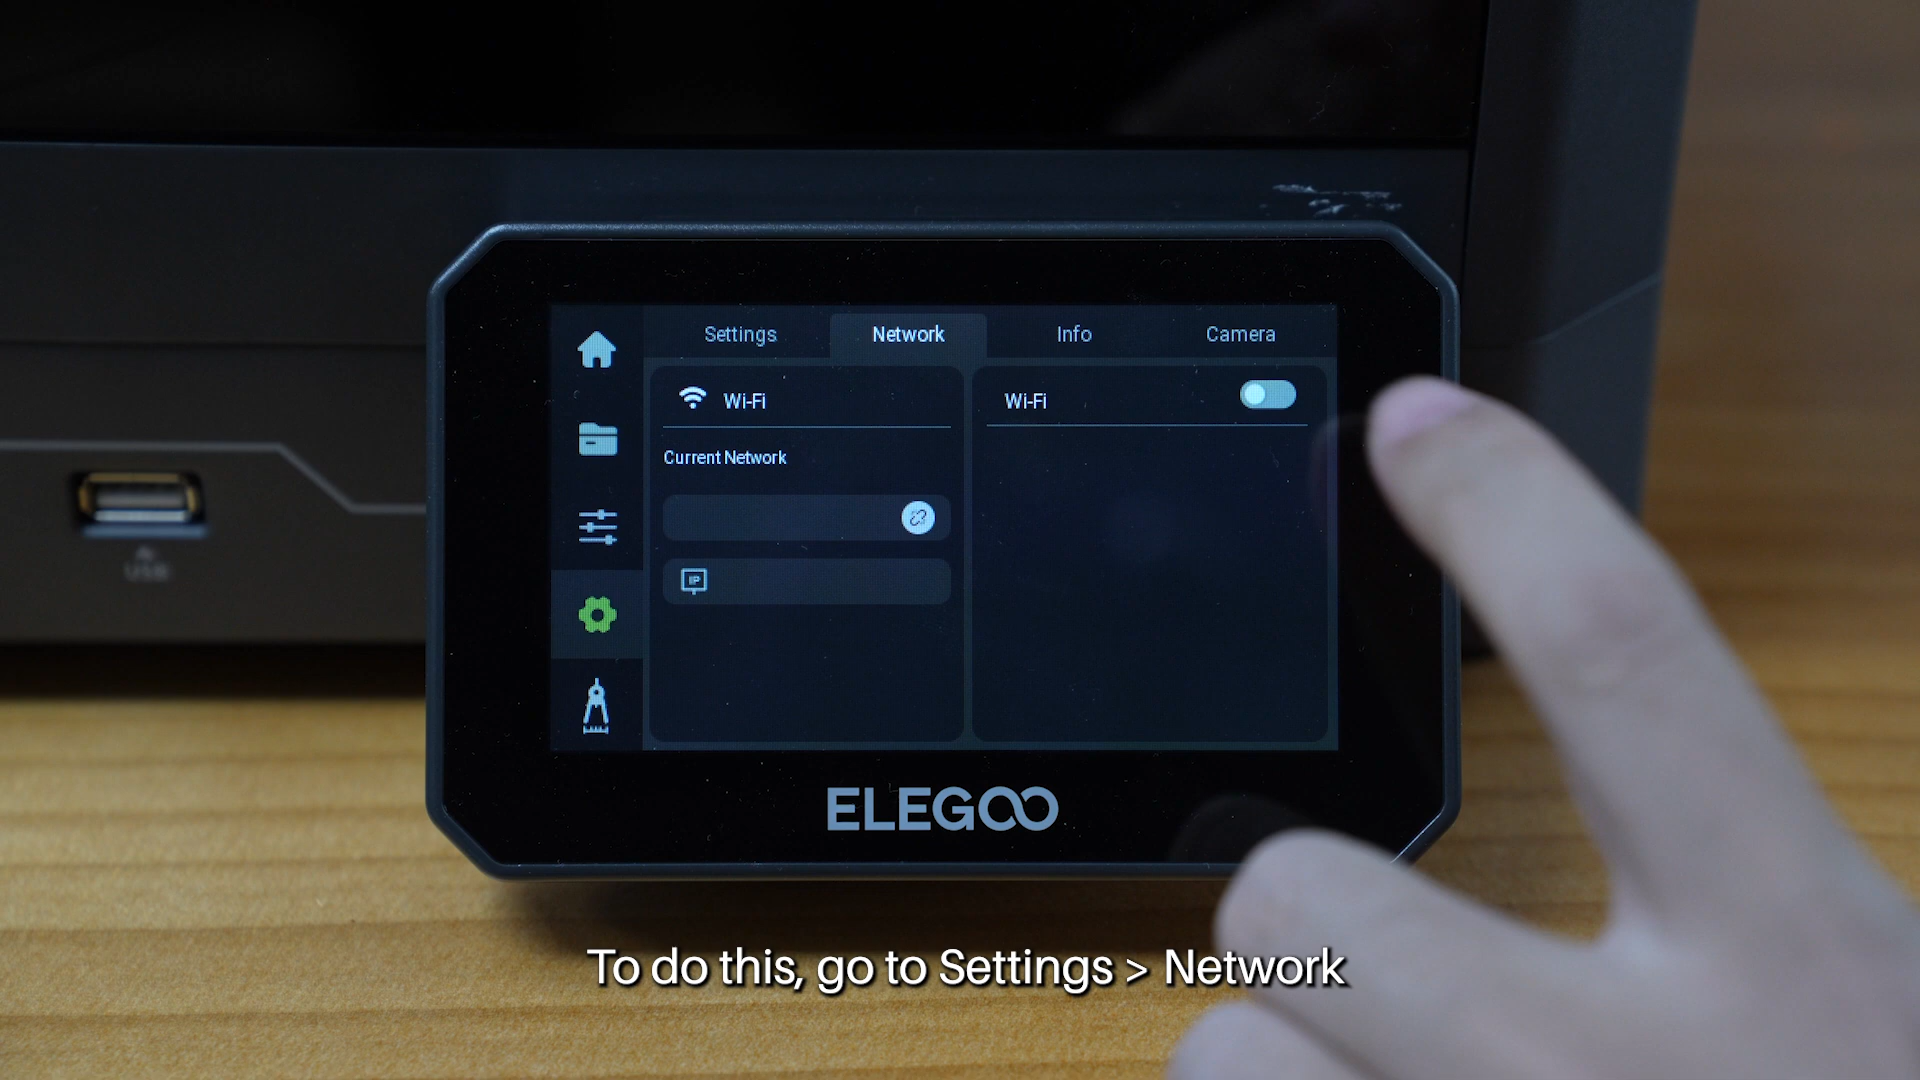 Settings Network Info Camera
Wi-Fi
Wi-Fi
Current Network
IP
USB
ELEGOO
To do this, go to Settings > Network